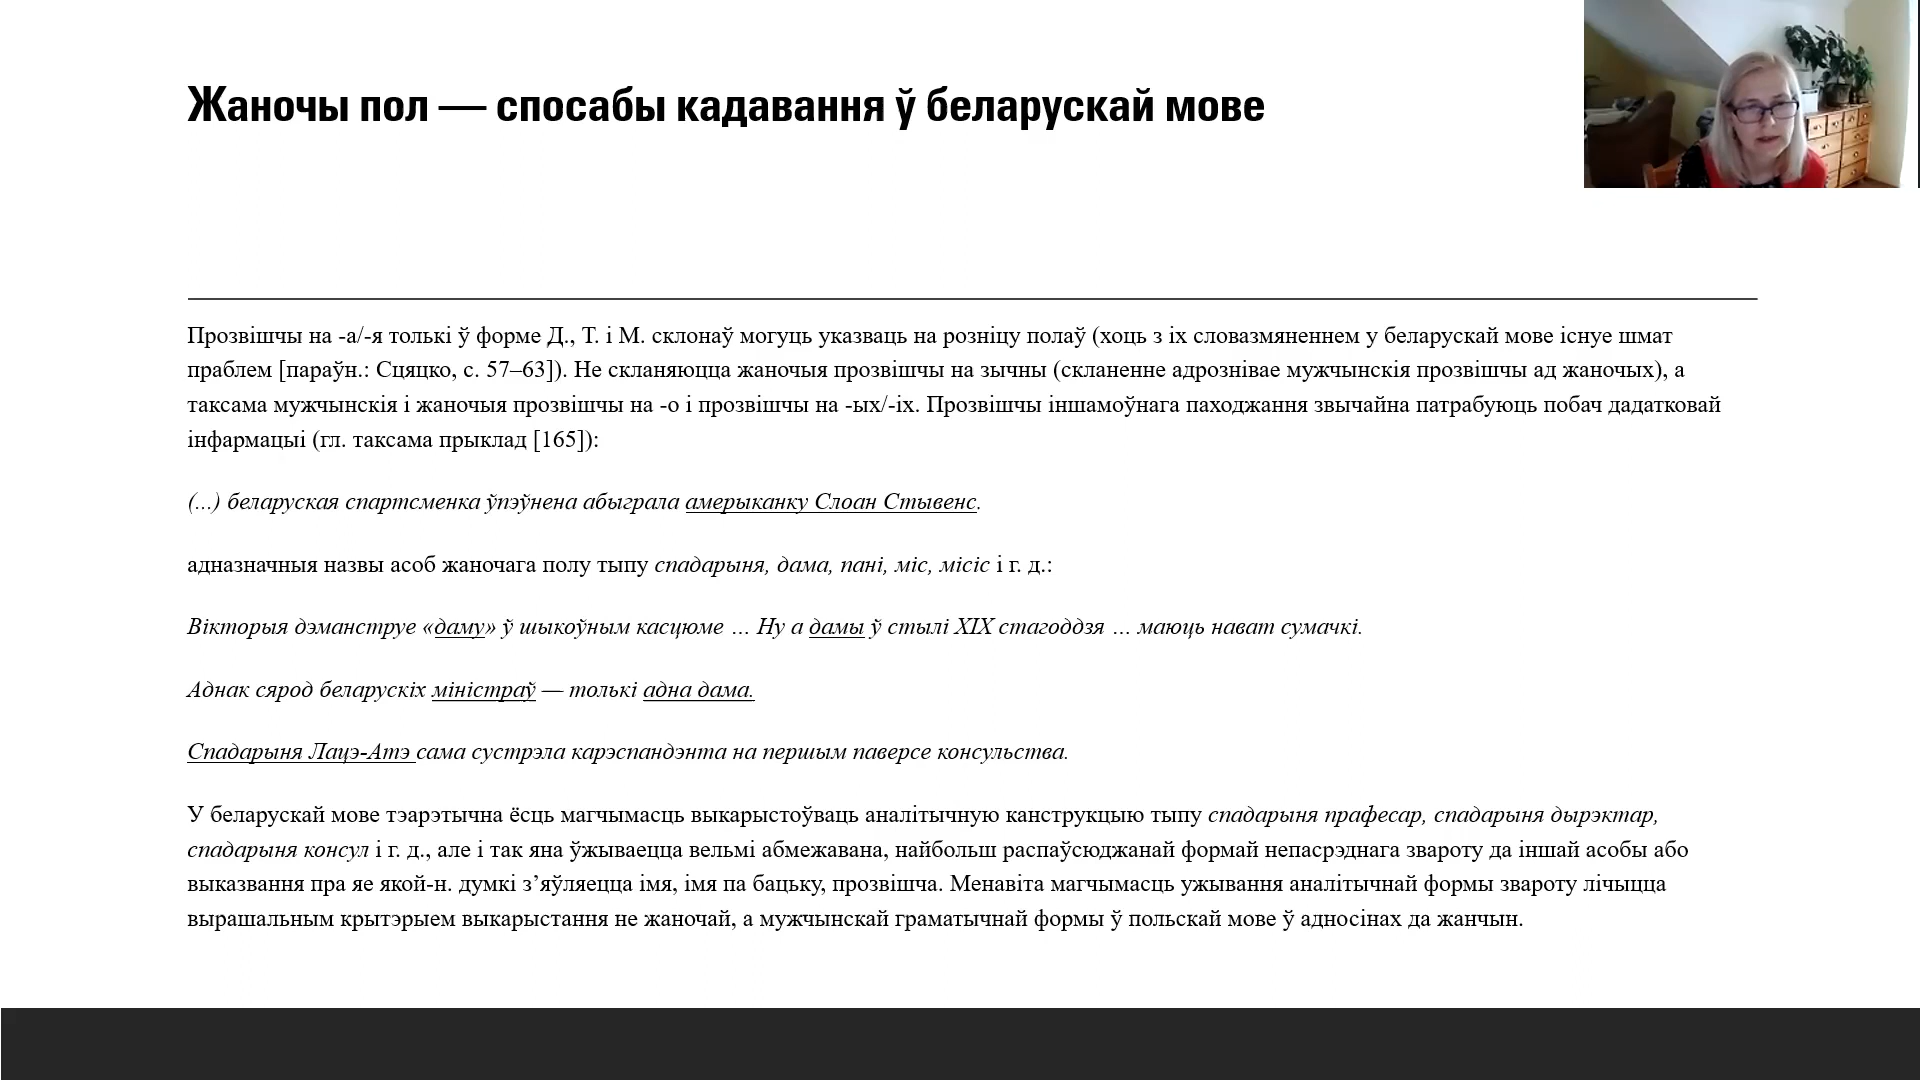 Жаночы пол — спосабы кадавання ў беларускай мове
Прозвішчы на -а/-я толькі ў форме Д., Т. і М. склонаў могуць указваць на розніцу полаў (хоць з іх словазмяненнем у беларускай мове існуе шмат
праблем [параўн.: Сцяцко, с. 57–63]). Не скланяюцца жаночыя прозвішчы на зычны (скланенне адрознівае мужчынскія прозвішчы ад жаночых), а
таксама мужчынскія і жаночыя прозвішчы на -о і прозвішчы на -ых/-іх. Прозвішчы іншамоўнага паходжання звычайна патрабуюць побач дадатковай
інфармацыі (гл. таксама прыклад [165]):
(...) беларуская спартсменка ўпэўнена абыграла амерыканку Слоан Стывенс.
адназначныя назвы асоб жаночага полу тыпу спадарыня, дама, пані, міс, місіс і г. д.:
Вікторыя дэманструе «даму» ў шыкоўным касцюме … Ну а дамы ў стылі XIX стагоддзя … маюць нават сумачкі.
Аднак сярод беларускіх міністраў — толькі адна дама.
Спадарыня Лацэ-Атэ сама сустрэла карэспандэнта на першым паверсе консульства.
У беларускай мове тэарэтычна ёсць магчымасць выкарыстоўваць аналітычную канструкцыю тыпу спадарыня прафесар, спадарыня дырэктар,
спадарыня консул і г. д., але і так яна ўжываецца вельмі абмежавана, найбольш распаўсюджанай формай непасрэднага звароту да іншай асобы або
выказвання пра яе якой-н. думкі з’яўляецца імя, імя па бацьку, прозвішча. Менавіта магчымасць ужывання аналітычнай формы звароту лічыцца
вырашальным крытэрыем выкарыстання не жаночай, а мужчынскай граматычнай формы ў польскай мове ў адносінах да жанчын.